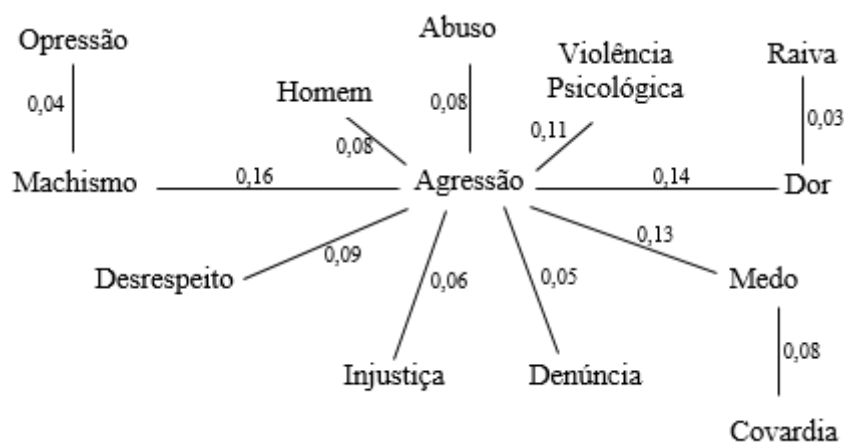 Opressão
Abuso
Violência
Psicológica
Raiva
Homem
0,04
0,08
0,08
0,11
0,03
Machismo
0,16
Agressão
0,14
Dor
0,09
0,06
0,05
0,13
Desrespeito
Medo
Injustiça
Denúncia
0,08
Covardia